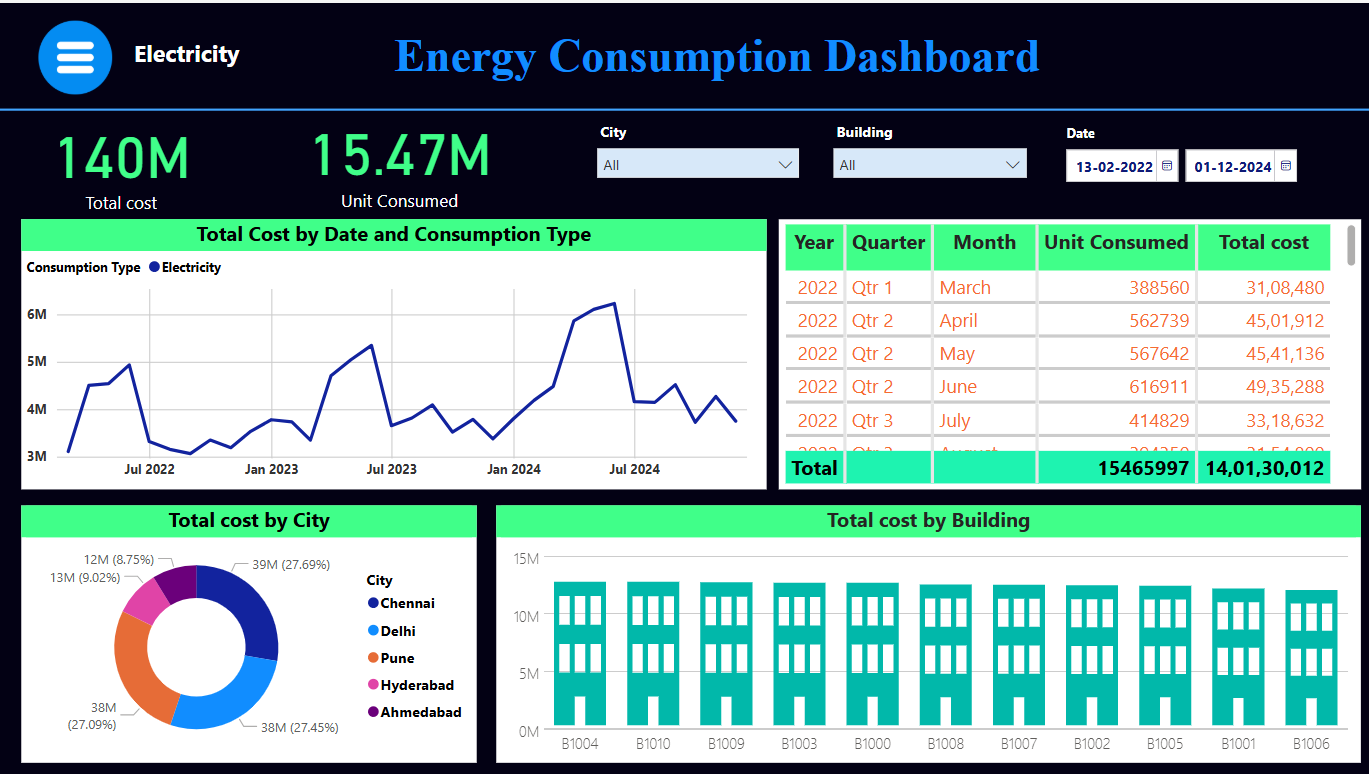 Electricity
Energy Consumption Dashboard
140M
Total cost
15.47M
Unit Consumed
City
All
Building
All
Date
13-02-2022
01-12-2024
Total Cost by Date and Consumption Type
Consumption Type Electricity
6M
5M
4M
3M
Jul 2022 Jan 2023 Jul 2023 Jan 2024 Jul 2024
Year Quarter Month Unit Consumed Total cost
2022 Qtr 1 March 388560 31,08,480
2022 Qtr 2 April 562739 45,01,912
2022 Qtr 2 May 567642 45,41,136
2022 Qtr 2 June 616911 49,35,288
2022 Qtr 3 July 414829 33,18,632
Total 15465997 14,01,30,012
Total cost by City
12M (8.75%)
13M (9.02%)
39M (27.69%)
38M
(27.09%)
38M (27.45%)
City
Chennai
Delhi
Pune
Hyderabad
Ahmedabad
Total cost by Building
15M
10M
5M
0M
B1004 B1010 B1009 B1003 B1000 B1008 B1007 B1002 B1005 B1001 B1006